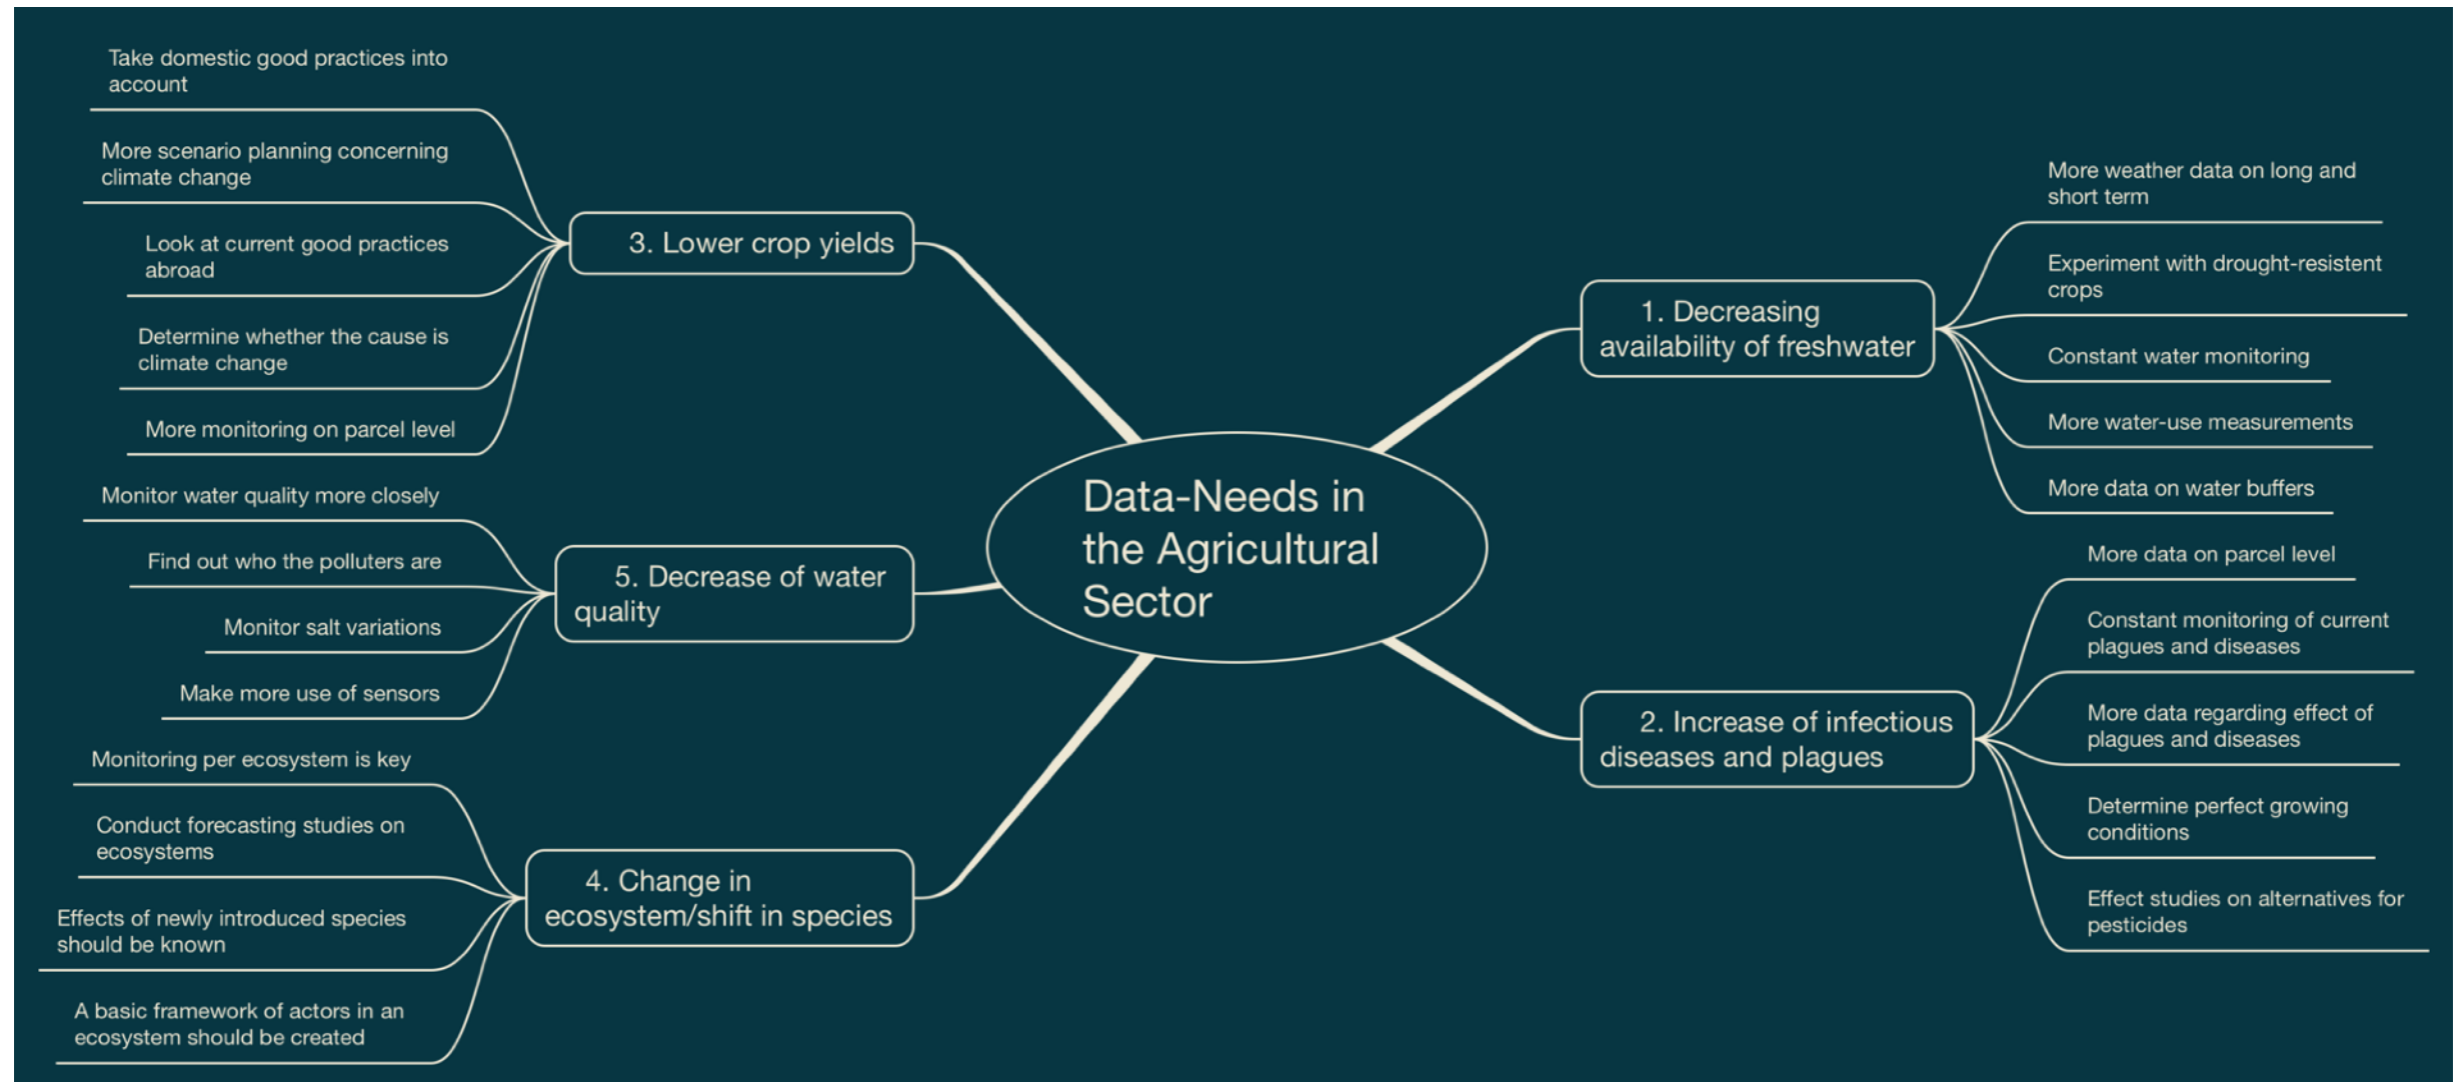 Data-Needs in
the Agricultural
Sector
1. Decreasing
availability of freshwater
More weather data on long and
short term
Experiment with drought-resistent
crops
Constant water monitoring
More water-use measurements
More data on water buffers
2. Increase of infectious
diseases and plagues
More data on parcel level
Constant monitoring of current
plagues and diseases
More data regarding effect of
plagues and diseases
Determine perfect growing
conditions
Effect studies on alternatives for
pesticides
3. Lower crop yields
Take domestic good practices into
account
More scenario planning concerning
climate change
Look at current good practices
abroad
Determine whether the cause is
climate change
More monitoring on parcel level
5. Decrease of water
quality
Monitor water quality more closely
Find out who the polluters are
Monitor salt variations
Make more use of sensors
4. Change in
ecosystem/shift in species
Monitoring per ecosystem is key
Conduct forecasting studies on
ecosystems
Effects of newly introduced species
should be known
A basic framework of actors in an
ecosystem should be created